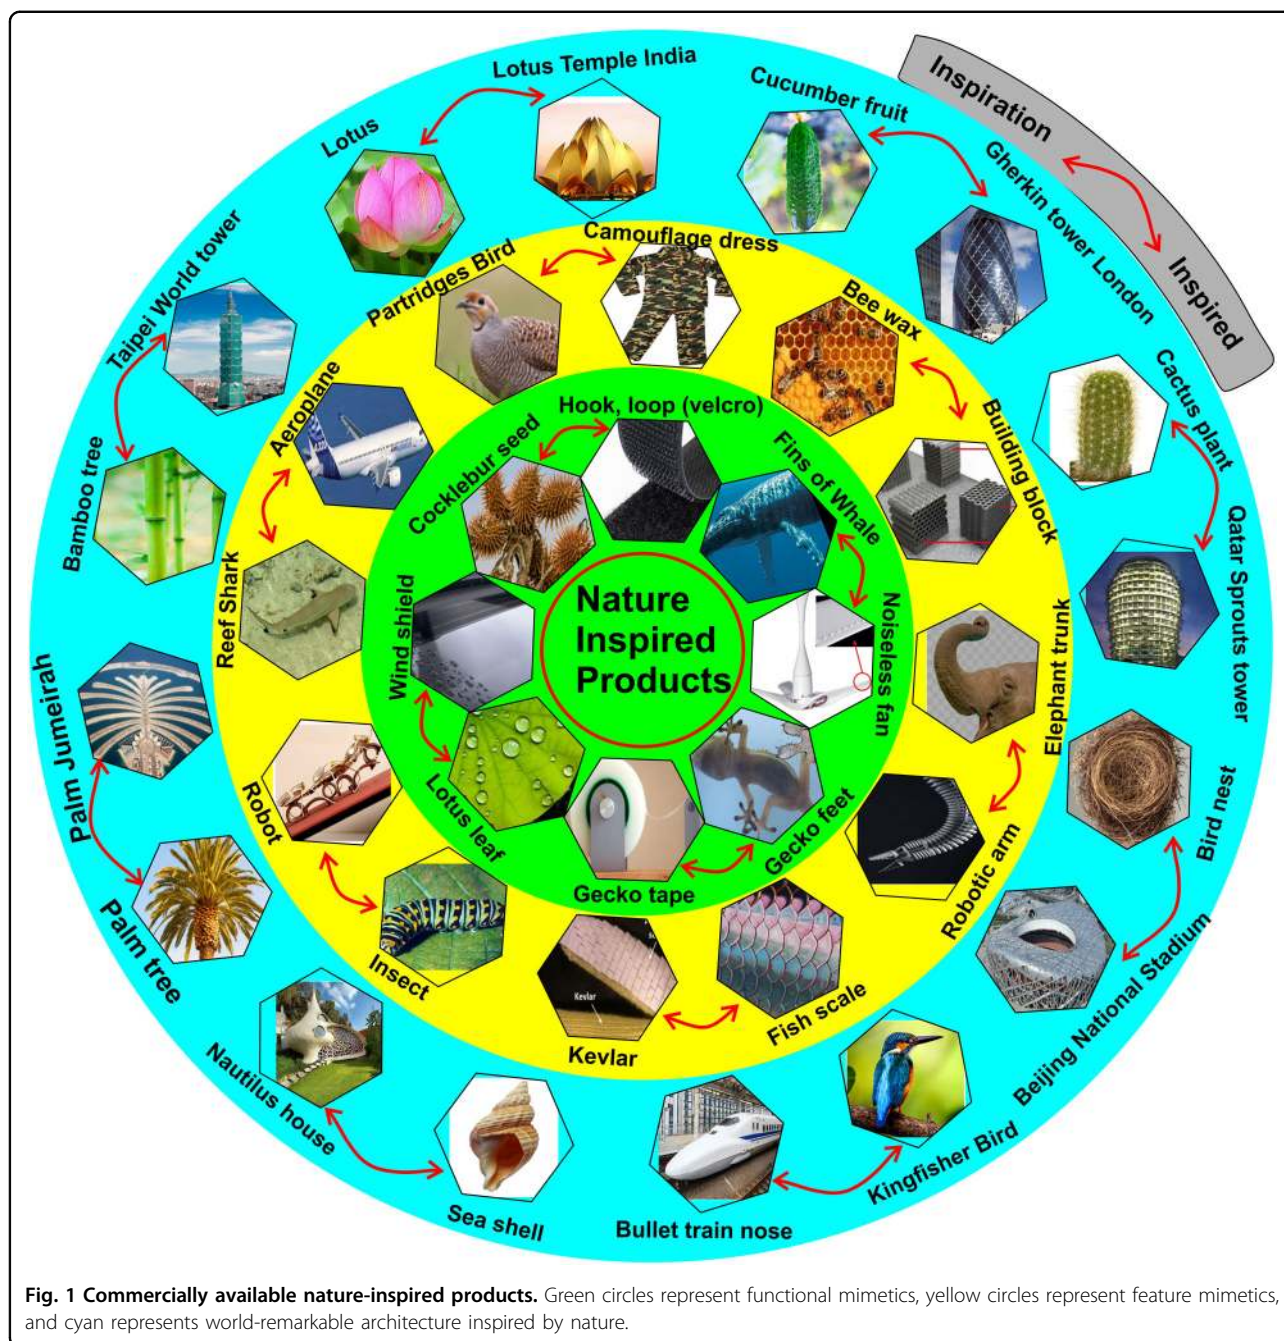 Inspiration
Inspired
Lotus Temple India
Lotus
Cucumber fruit
Gherkin tower London
Taipei World tower
Bamboo tree
Cactus plant
Qatar Sprouts tower
Palm Jumeirah
Palm tree
Bird nest
Beijing National Stadium
Nautilus house
Sea shell
Bullet train nose
Kingfisher Bird
Partridges Bird
Camouflage dress
Bee wax
Building block
Aeroplane
Reef Shark
Elephant trunk
Robotic arm
Robot
Insect
Kevlar
Kevlar
Fish scale
Cocklebur seed
Hook, loop (velcro)
Fins of Whale
Noiseless fan
Wind shield
Lotus leaf
Gecko tape
Gecko feet
Nature
Inspired
Products
Fig. 1 Commercially available nature-inspired products. Green circles represent functional mimetics, yellow circles represent feature mimetics,
and cyan represents world-remarkable architecture inspired by nature.